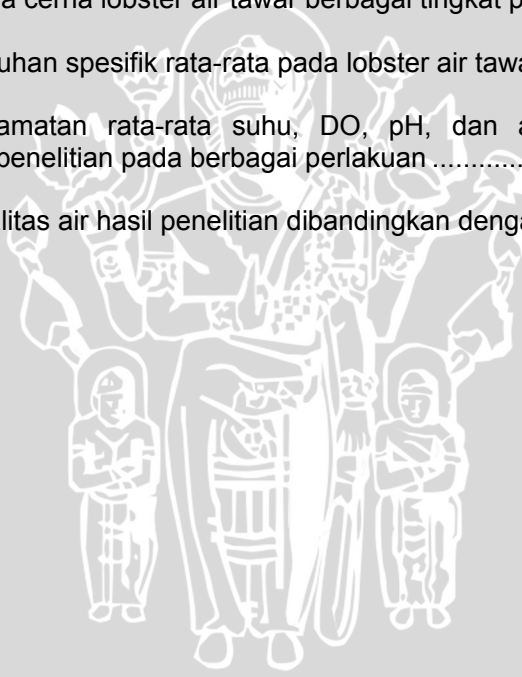 a cerna lobster air tawar berbagai tingkat p
uhan spesifik rata-rata pada lobster air tawa
amatan rata-rata suhu, DO, pH, dan a
penelitian pada berbagai perlakuan ............
litas air hasil penelitian dibandingkan denga